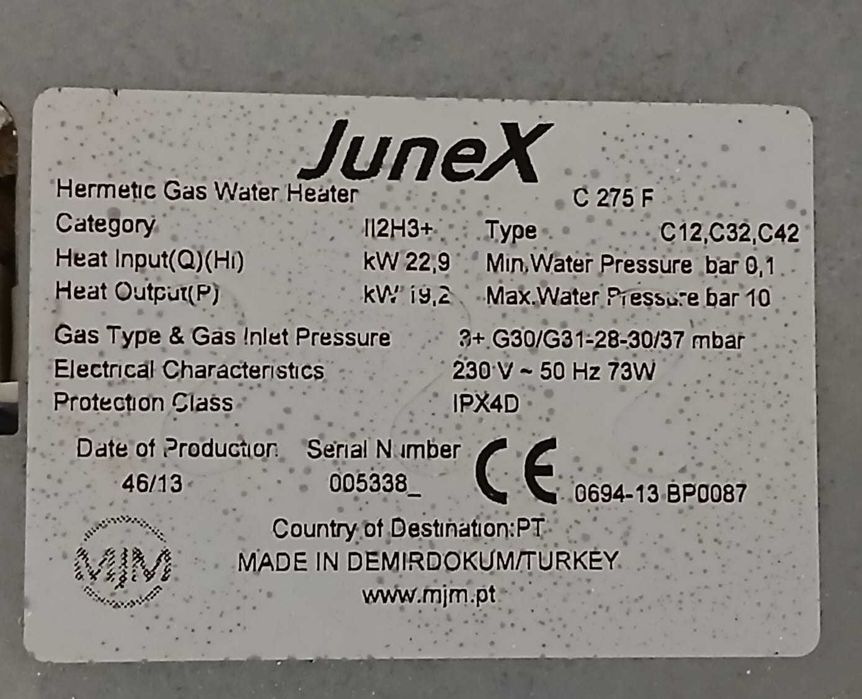 JuneX
Hermetic Gas Water Heater C 275 F
Category II2H3+ Type C12,C32,C42
Heat Input(Q)(Hi) kW 22,9 Min.Water Pressure bar 0,1
Heat Output(P) kW 19,2 Max.Water Pressure bar 10
Gas Type & Gas Inlet Pressure 3+ G30/G31-28-30/37 mbar
Electrical Characteristics 230 V ~ 50 Hz 73W
Protection Class IPX4D
Date of Production Serial Number
46/13 005338_
CE 0694-13 BP0087
Country of Destination:PT
MJM MADE IN DEMIRDOKUM/TURKEY
www.mjm.pt